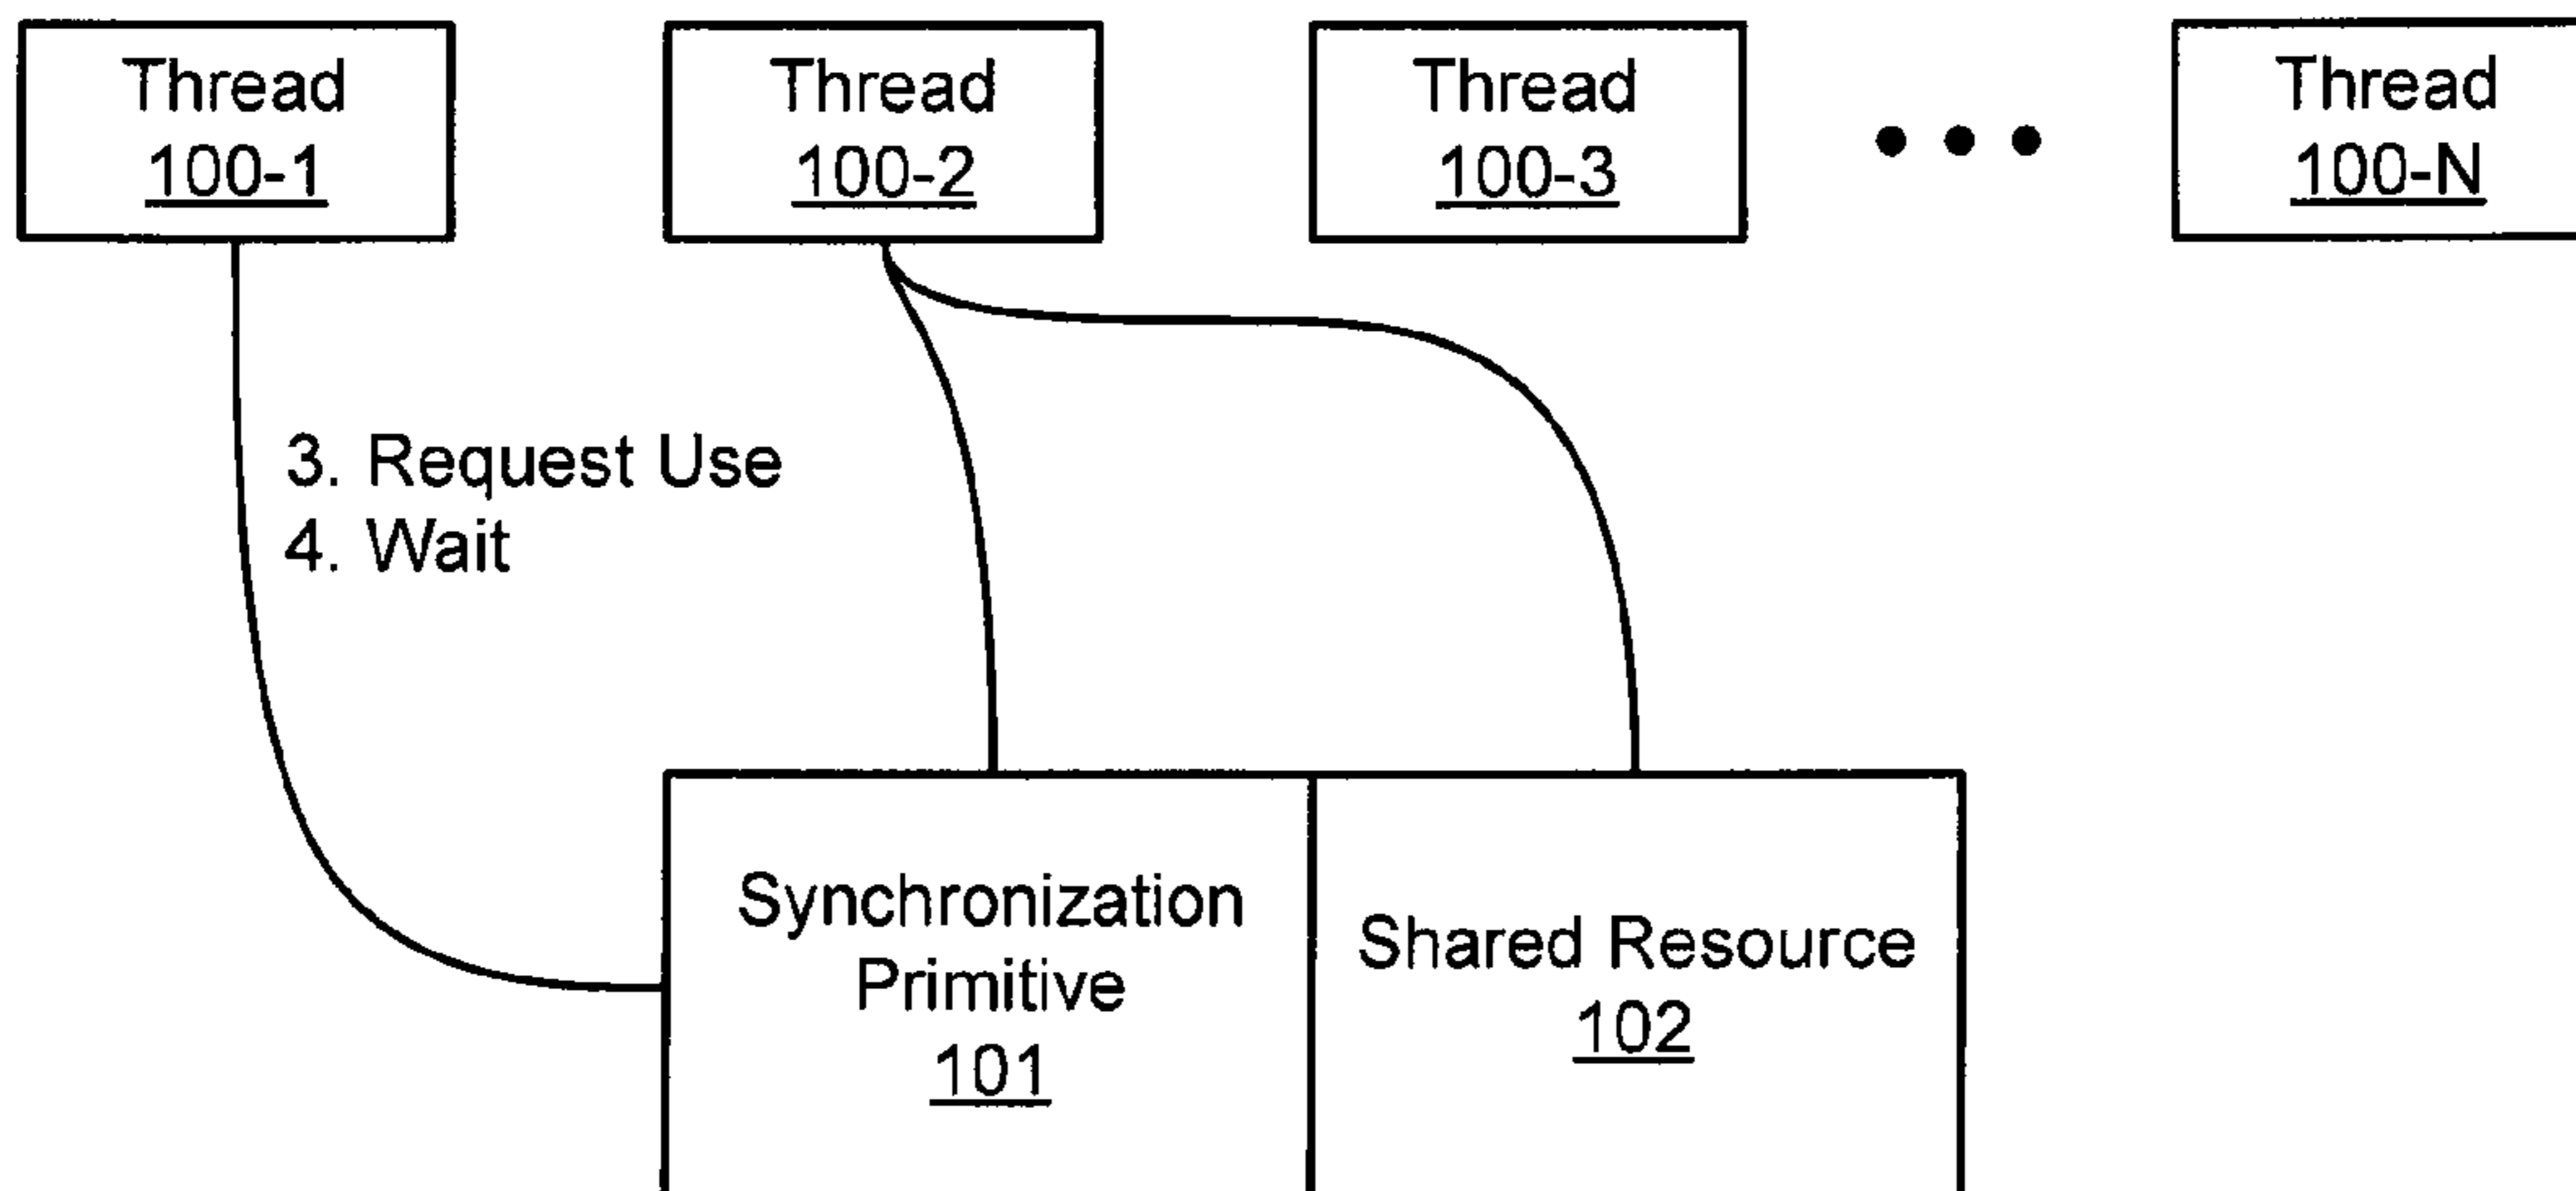 Thread
100-1
Thread
100-2
Thread
100-3
Thread
100-N
3. Request Use
4. Wait
Synchronization
Primitive
101
Shared Resource
102